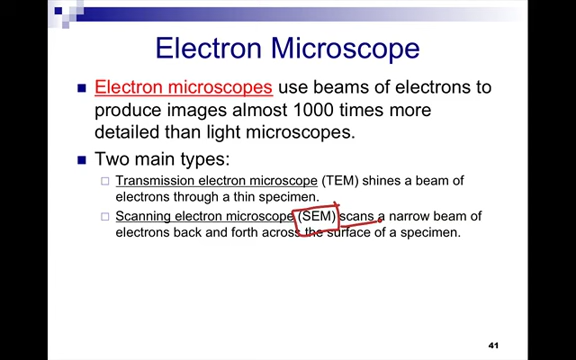 Electron Microscope
Electron microscopes use beams of electrons to
produce images almost 1000 times more
detailed than light microscopes.
Two main types:
Transmission electron microscope (TEM) shines a beam of
electrons through a thin specimen.
Scanning electron microscope (SEM) scans a narrow beam of
electrons back and forth across the surface of a specimen.
41